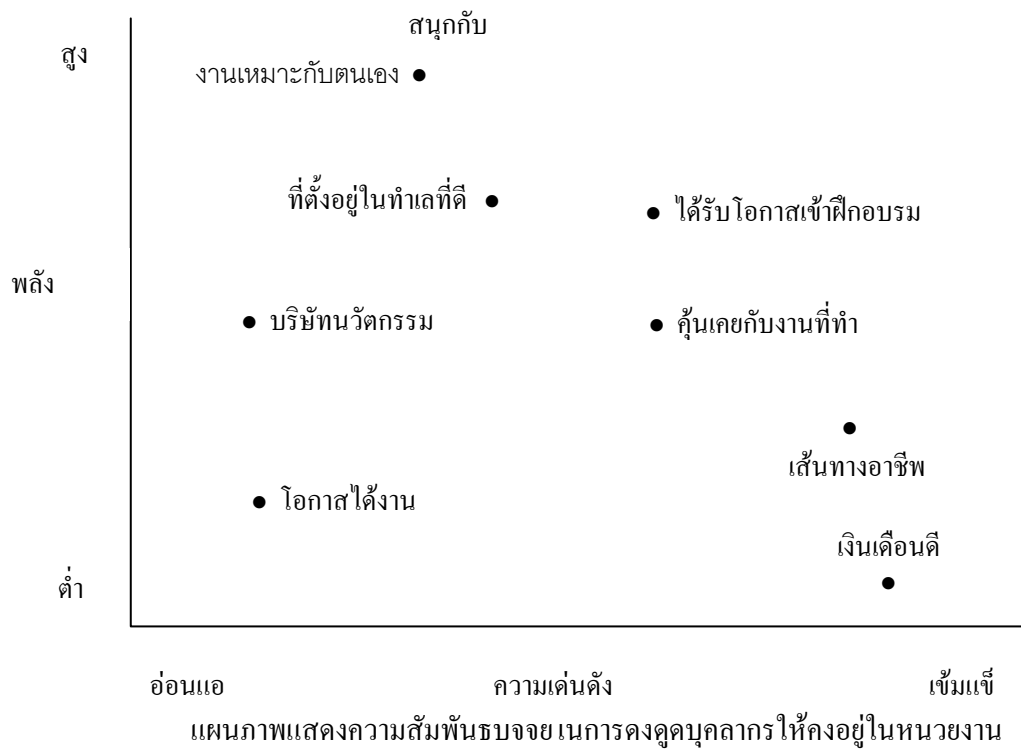 สนุกกับ
สูง
งานเหมาะกับตนเอง
ที่ตั้งอยู่ในทำเลที่ดี
ได้รับโอกาสเข้าฝึกอบรม
พลัง
บริษัทนวัตกรรม
คุ้นเคยกับงานที่ทำ
เส้นทางอาชีพ
โอกาสได้งาน
เงินเดือนดี
ต่ำ
อ่อนแอ ความเด่นดัง เข้มแข็
แผนภาพแสดงความสัมพันธบจจยเนการดงดูดบุคลากรให้คงอยู่ในหนวยงาน